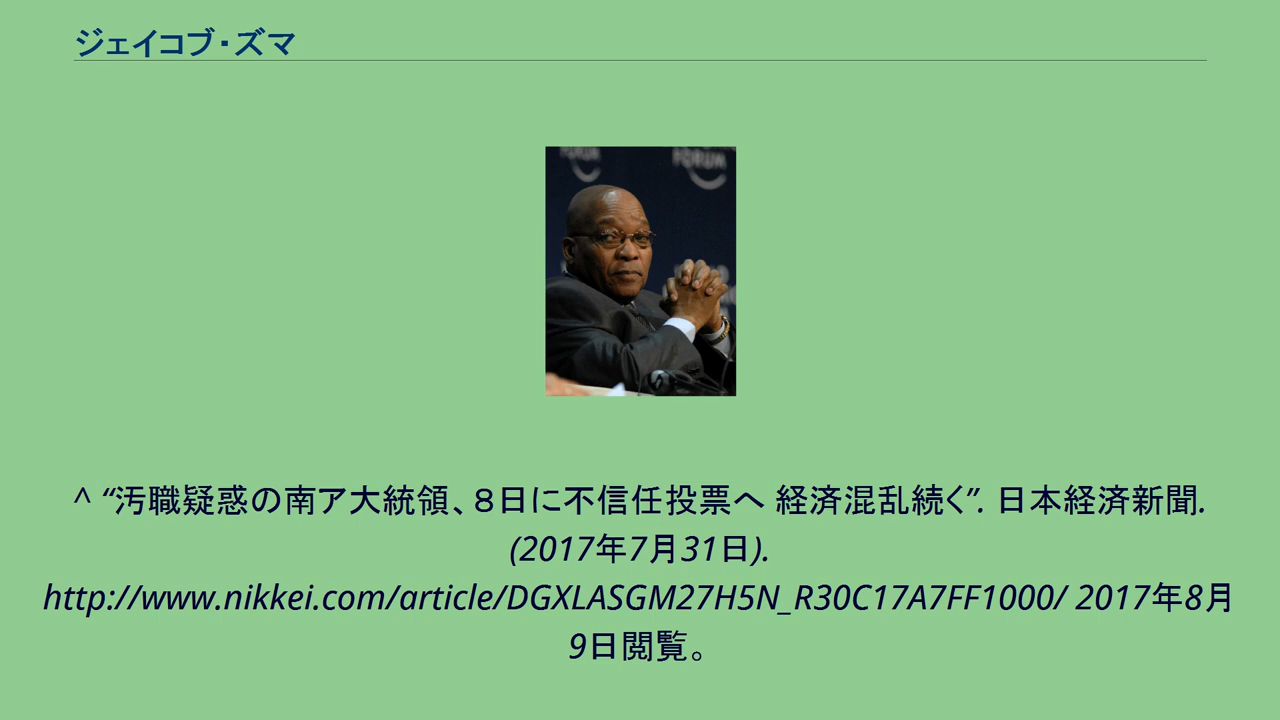 ジェイコブ・ズマ
FORUM
^ “汚職疑惑の南ア大統領、８日に不信任投票へ 経済混乱続く”. 日本経済新聞.
(2017年7月31日).
http://www.nikkei.com/article/DGXLASGM27H5N_R30C17A7FF1000/ 2017年8月
9日閲覧。